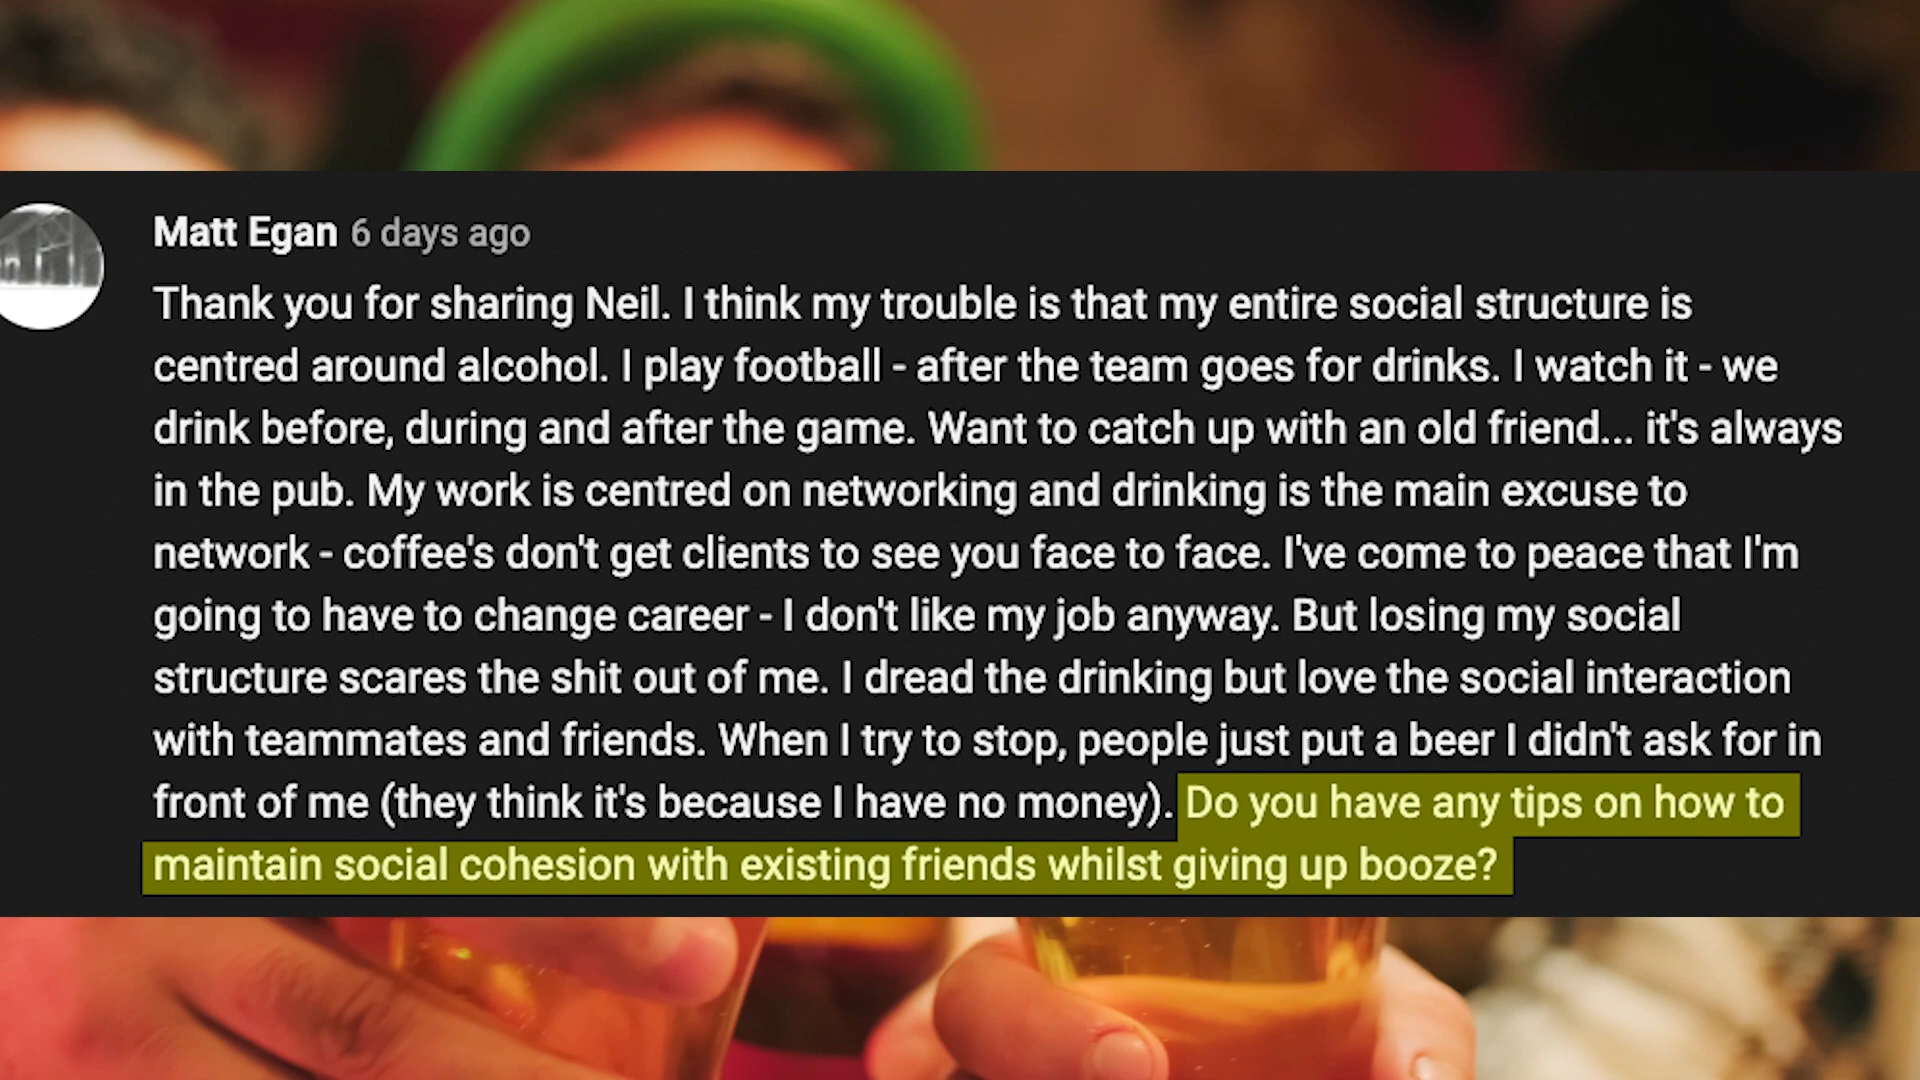 Matt Egan 6 days ago
Thank you for sharing Neil. I think my trouble is that my entire social structure is
centred around alcohol. I play football - after the team goes for drinks. I watch it - we
drink before, during and after the game. Want to catch up with an old friend... it's always
in the pub. My work is centred on networking and drinking is the main excuse to
network - coffee's don't get clients to see you face to face. I've come to peace that I'm
going to have to change career - I don't like my job anyway. But losing my social
structure scares the shit out of me. I dread the drinking but love the social interaction
with teammates and friends. When I try to stop, people just put a beer I didn't ask for in
front of me (they think it's because I have no money). Do you have any tips on how to
maintain social cohesion with existing friends whilst giving up booze?